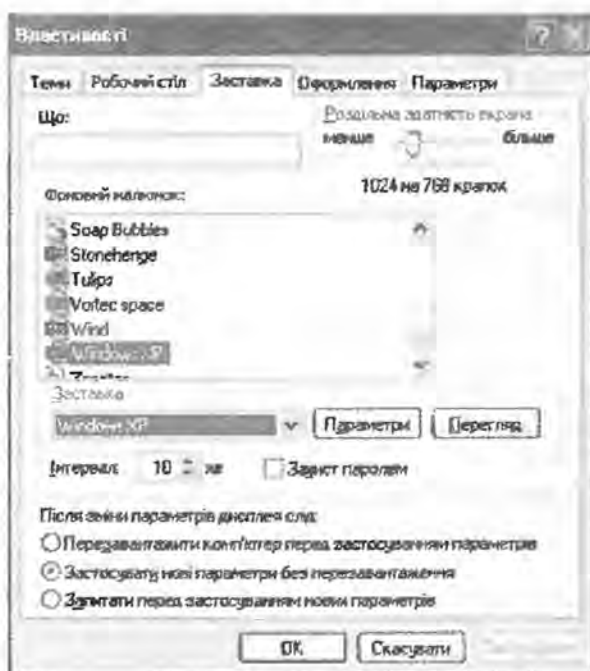 Властивості
Теми Робочий стіл Заставка Оформлення Параметри
Що:
Роздільна здатність екрана
менше більше
1024 на 768 крапок
Фоновий малюнок:
Soap Bubbles
Stonehenge
Tulips
Vortec space
Wind
Windows XP
Заставка
Windows XP
Параметри Перегляд
Інтервал: 10 хв Захист паролем
Після зміни параметрів дисплея слід:
Перезавантажити комп'ютер перед застосуванням параметрів
Застосувати нові параметри без перезавантаження
Запитати перед застосуванням нових параметрів
OK Скасувати